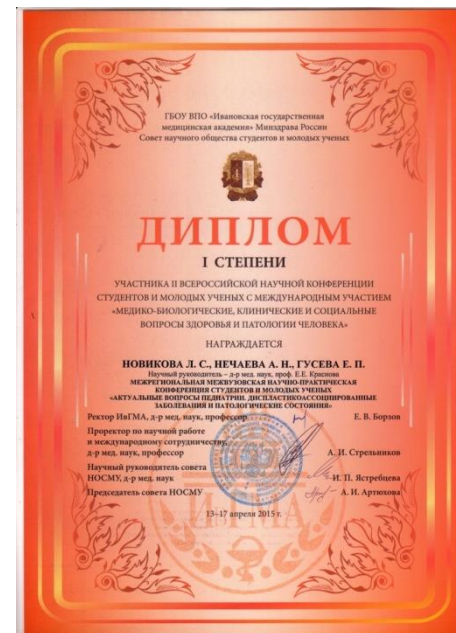 ГБОУ ВПО «Ивановская государственная
медицинская академия» Минздрава России
Совет научного общества студентов и молодых ученых
ДИПЛОМ
I СТЕПЕНИ
УЧАСТНИКА II ВСЕРОССИЙСКОЙ НАУЧНОЙ КОНФЕРЕНЦИИ
СТУДЕНТОВ И МОЛОДЫХ УЧЕНЫХ С МЕЖДУНАРОДНЫМ УЧАСТИЕМ
«МЕДИКО-БИОЛОГИЧЕСКИЕ, КЛИНИЧЕСКИЕ И СОЦИАЛЬНЫЕ
ВОПРОСЫ ЗДОРОВЬЯ И ПАТОЛОГИИ ЧЕЛОВЕКА»
НАГРАЖДАЕТСЯ
НОВИКОВА Л. С., НЕЧАЕВА А. Н., ГУСЕВА Е. П.
Научный руководитель – д-р мед. наук, проф. Е.Е. Краснова
МЕЖРЕГИОНАЛЬНАЯ МЕЖВУЗОВСКАЯ НАУЧНО-ПРАКТИЧЕСКАЯ
КОНФЕРЕНЦИЯ СТУДЕНТОВ И МОЛОДЫХ УЧЕНЫХ
«АКТУАЛЬНЫЕ ВОПРОСЫ ПЕДИАТРИИ. ДИСПЛАСТИКОАССОЦИИРОВАННЫЕ
ЗАБОЛЕВАНИЯ И ПАТОЛОГИЧЕСКИЕ СОСТОЯНИЯ»
Ректор ИвГМА, д-р мед. наук, профессор Е. В. Борзов
Проректор по научной работе
и международному сотрудничеству,
д-р мед. наук, профессор А. И. Стрельников
Научный руководитель совета
НОСМУ, д-р мед. наук И. П. Ястребцева
Председатель совета НОСМУ А. И. Артюхова
13–17 апреля 2015 г.
ИвГМА